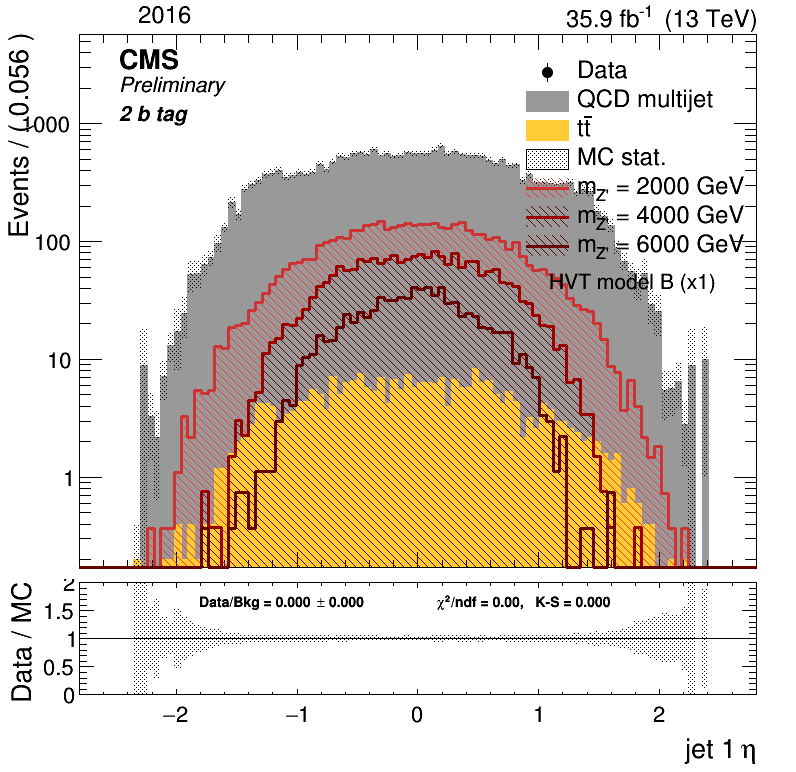 2016 35.9 fb⁻¹ (13 TeV)
CMS
Preliminary
2 b tag
Data
QCD multijet
tt̄
MC stat.
m_Z' = 2000 GeV
m_Z' = 4000 GeV
m_Z' = 6000 GeV
HVT model B (x1)
Events / ( 0.056 )
1000
100
10
1
Data/Bkg = 0.000 ± 0.000 χ²/ndf = 0.00, K-S = 0.000
Data / MC
2
1.5
1
0.5
0
−2 −1 0 1 2
jet 1 η